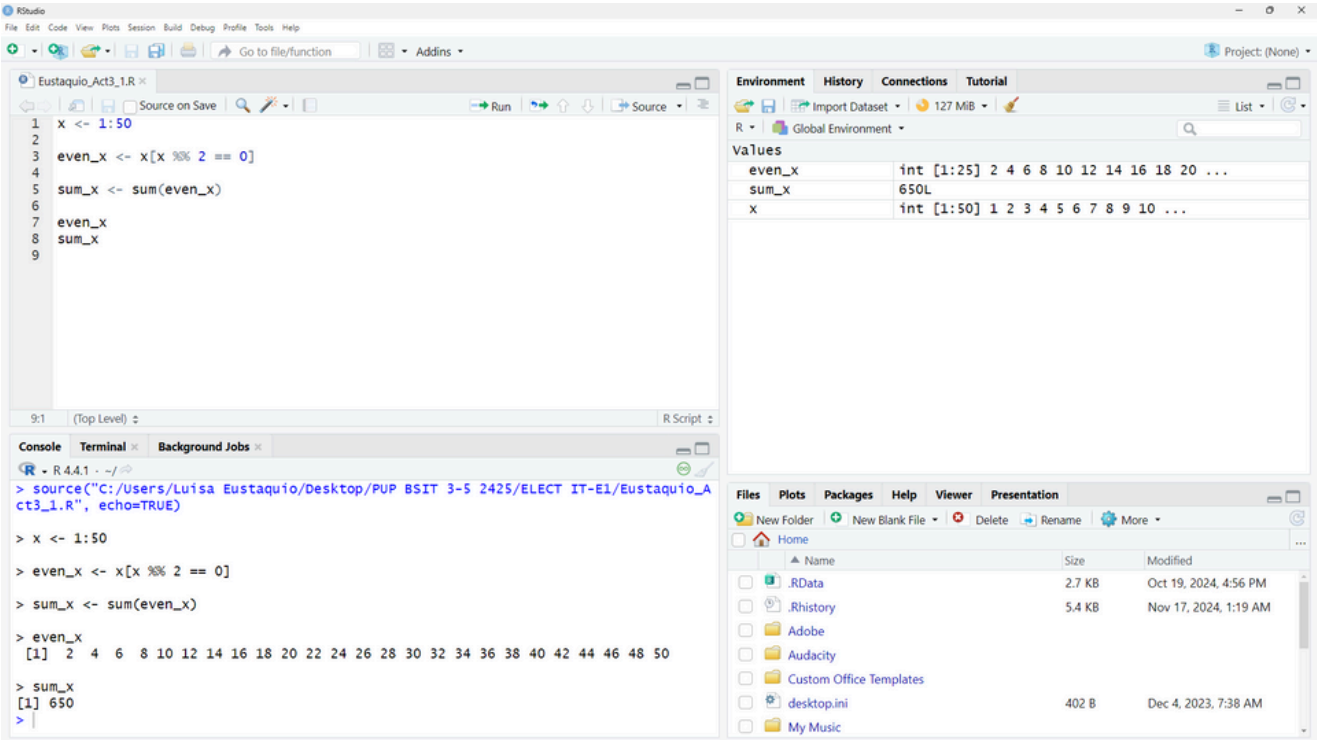 RStudio
File Edit Code View Plots Session Build Debug Profile Tools Help
Go to file/function Addins Project: (None)
Eustaquio_Act3_1.R
Source on Save Run Source
1 x <- 1:50
2
3 even_x <- x[x %% 2 == 0]
4
5 sum_x <- sum(even_x)
6
7 even_x
8 sum_x
9
9:1 (Top Level) R Script
Console Terminal Background Jobs
R R 4.4.1 · ~/
> source("C:/Users/Luisa Eustaquio/Desktop/PUP BSIT 3-5 2425/ELECT IT-E1/Eustaquio_A
ct3_1.R", echo=TRUE)
> x <- 1:50
> even_x <- x[x %% 2 == 0]
> sum_x <- sum(even_x)
> even_x
[1] 2 4 6 8 10 12 14 16 18 20 22 24 26 28 30 32 34 36 38 40 42 44 46 48 50
> sum_x
[1] 650
>
Environment History Connections Tutorial
Import Dataset 127 MiB List
R Global Environment
Values
even_x int [1:25] 2 4 6 8 10 12 14 16 18 20 ...
sum_x 650L
x int [1:50] 1 2 3 4 5 6 7 8 9 10 ...
Files Plots Packages Help Viewer Presentation
New Folder New Blank File Delete Rename More
Home ...
Name Size Modified
.RData 2.7 KB Oct 19, 2024, 4:56 PM
.Rhistory 5.4 KB Nov 17, 2024, 1:19 AM
Adobe
Audacity
Custom Office Templates
desktop.ini 402 B Dec 4, 2023, 7:38 AM
My Music